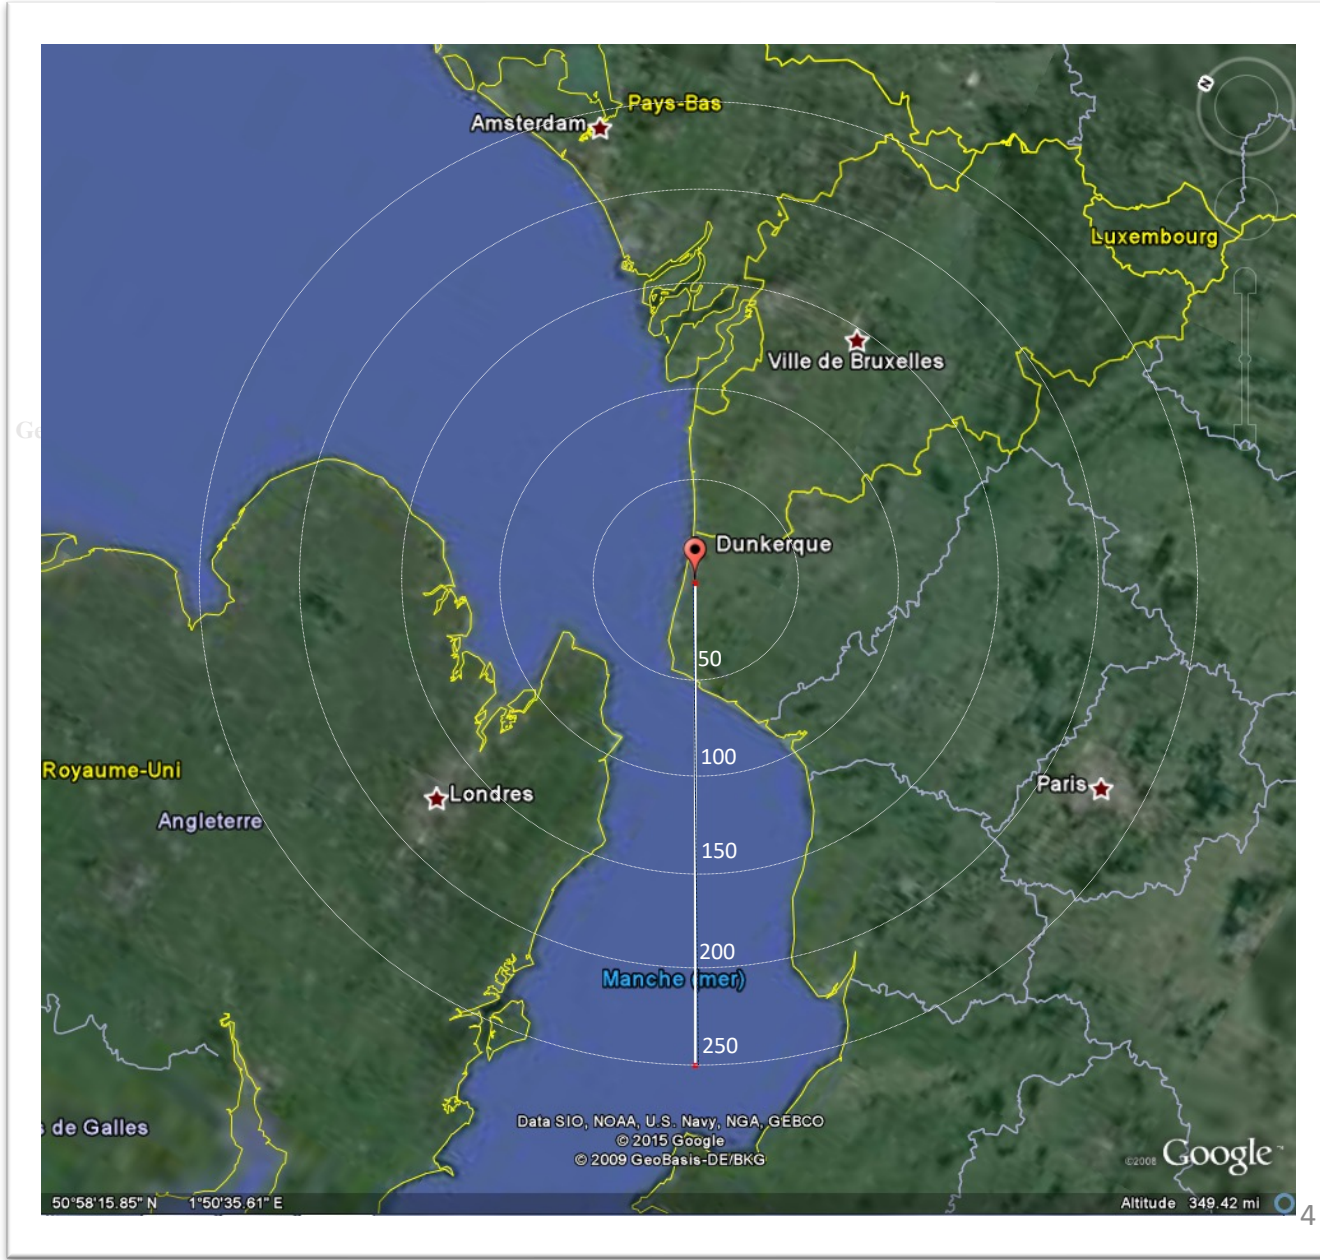 N
Pays-Bas
Amsterdam
Luxembourg
Ville de Bruxelles
Ge
Dunkerque
50
100
Royaume-Uni
Paris
Londres
Angleterre
150
200
Manche (mer)
250
Data SIO, NOAA, U.S. Navy, NGA, GEBCO
© 2015 Google
© 2009 GeoBasis-DE/BKG
s de Galles
©2008 Google
50°58'15.85" N 1°50'35.61" E
Altitude 349.42 mi
4